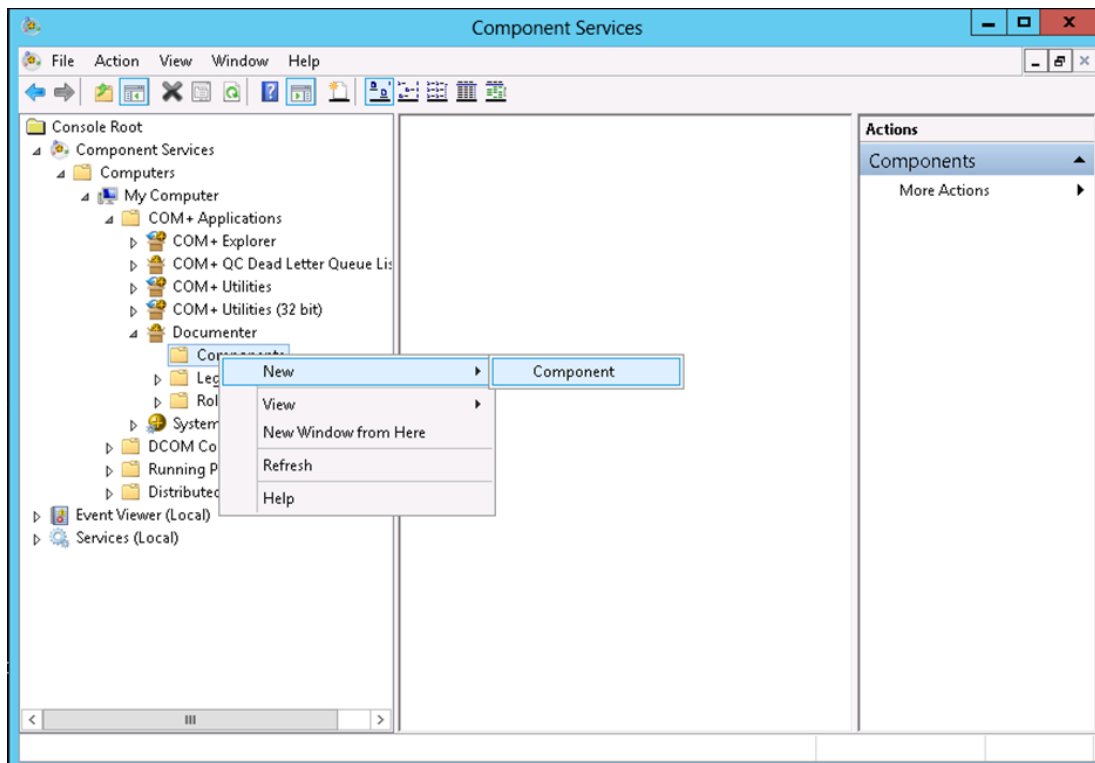 Component Services
File Action View Window Help
Console Root
Component Services
Computers
My Computer
COM+ Applications
COM+ Explorer
COM+ QC Dead Letter Queue Lis
COM+ Utilities
COM+ Utilities (32 bit)
Documenter
Leg
Rol
System
DCOM Co
Running P
Distributed
Event Viewer (Local)
Services (Local)
New
View
New Window from Here
Refresh
Help
Component
Actions
Components
More Actions